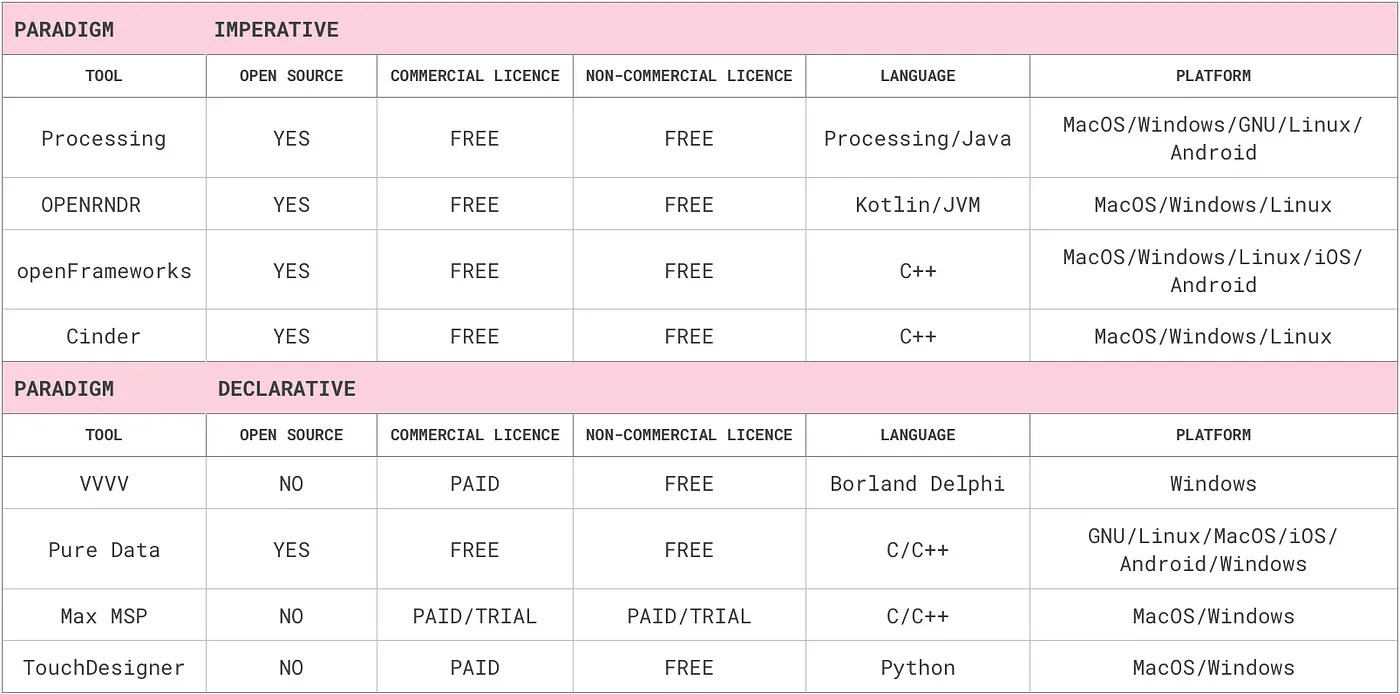 PARADIGM IMPERATIVE
TOOL OPEN SOURCE COMMERCIAL LICENCE NON-COMMERCIAL LICENCE LANGUAGE PLATFORM
Processing YES FREE FREE Processing/Java MacOS/Windows/GNU/Linux/
Android
OPENRNDR YES FREE FREE Kotlin/JVM MacOS/Windows/Linux
openFrameworks YES FREE FREE C++ MacOS/Windows/Linux/iOS/
Android
Cinder YES FREE FREE C++ MacOS/Windows/Linux
PARADIGM DECLARATIVE
TOOL OPEN SOURCE COMMERCIAL LICENCE NON-COMMERCIAL LICENCE LANGUAGE PLATFORM
VVVV NO PAID FREE Borland Delphi Windows
Pure Data YES FREE FREE C/C++ GNU/Linux/MacOS/iOS/
Android/Windows
Max MSP NO PAID/TRIAL PAID/TRIAL C/C++ MacOS/Windows
TouchDesigner NO PAID FREE Python MacOS/Windows